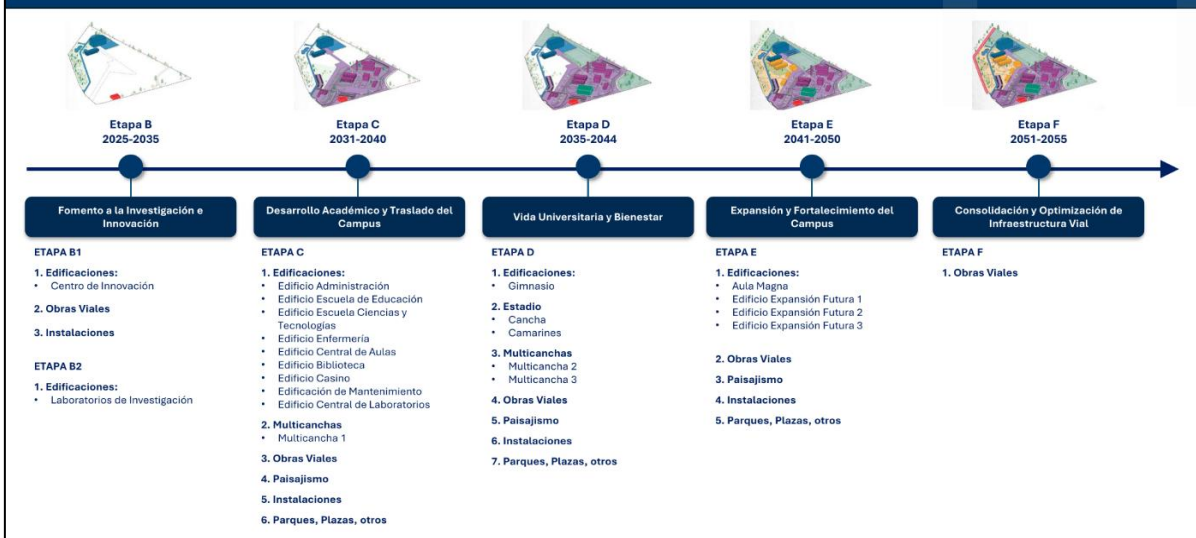 Etapa B
2025-2035
Etapa C
2031-2040
Etapa D
2035-2044
Etapa E
2041-2050
Etapa F
2051-2055
Fomento a la Investigación e
Innovación
Desarrollo Académico y Traslado del
Campus
Vida Universitaria y Bienestar
Expansión y Fortalecimiento del
Campus
Consolidación y Optimización de
Infraestructura Vial
ETAPA B1
1. Edificaciones:
• Centro de Innovación
2. Obras Viales
3. Instalaciones
ETAPA B2
1. Edificaciones:
• Laboratorios de Investigación
ETAPA C
1. Edificaciones:
• Edificio Administración
• Edificio Escuela de Educación
• Edificio Escuela Ciencias y
Tecnologías
• Edificio Enfermería
• Edificio Central de Aulas
• Edificio Biblioteca
• Edificio Casino
• Edificación de Mantenimiento
• Edificio Central de Laboratorios
2. Multicanchas
• Multicancha 1
3. Obras Viales
4. Paisajismo
5. Instalaciones
6. Parques, Plazas, otros
ETAPA D
1. Edificaciones:
• Gimnasio
2. Estadio
• Cancha
• Camarines
3. Multicanchas
• Multicancha 2
• Multicancha 3
4. Obras Viales
5. Paisajismo
6. Instalaciones
7. Parques, Plazas, otros
ETAPA E
1. Edificaciones:
• Aula Magna
• Edificio Expansión Futura 1
• Edificio Expansión Futura 2
• Edificio Expansión Futura 3
2. Obras Viales
3. Paisajismo
4. Instalaciones
5. Parques, Plazas, otros
ETAPA F
1. Obras Viales